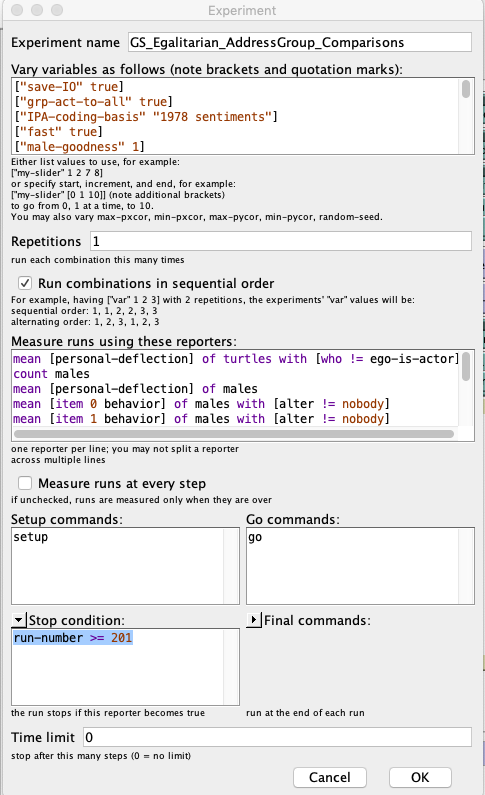 Experiment
Experiment name GS_Egalitarian_AddressGroup_Comparisons
Vary variables as follows (note brackets and quotation marks):
["save-IO" true]
["grp-act-to-all" true]
["IPA-coding-basis" "1978 sentiments"]
["fast" true]
["male-goodness" 1]
Either list values to use, for example:
["my-slider" 1 2 7 8]
or specify start, increment, and end, for example:
["my-slider" [0 1 10]] (note additional brackets)
to go from 0, 1 at a time, to 10.
You may also vary max-pxcor, min-pxcor, max-pycor, min-pycor, random-seed.
Repetitions 1
run each combination this many times
Run combinations in sequential order
For example, having ["var" 1 2 3] with 2 repetitions, the experiments' "var" values will be:
sequential order: 1, 1, 2, 2, 3, 3
alternating order: 1, 2, 3, 1, 2, 3
Measure runs using these reporters:
mean [personal-deflection] of turtles with [who != ego-is-actor]
count males
mean [personal-deflection] of males
mean [item 0 behavior] of males with [alter != nobody]
mean [item 1 behavior] of males with [alter != nobody]
one reporter per line; you may not split a reporter
across multiple lines
Measure runs at every step
if unchecked, runs are measured only when they are over
Setup commands: Go commands:
setup go
Stop condition: Final commands:
run-number >= 201
the run stops if this reporter becomes true run at the end of each run
Time limit 0
stop after this many steps (0 = no limit)
Cancel OK